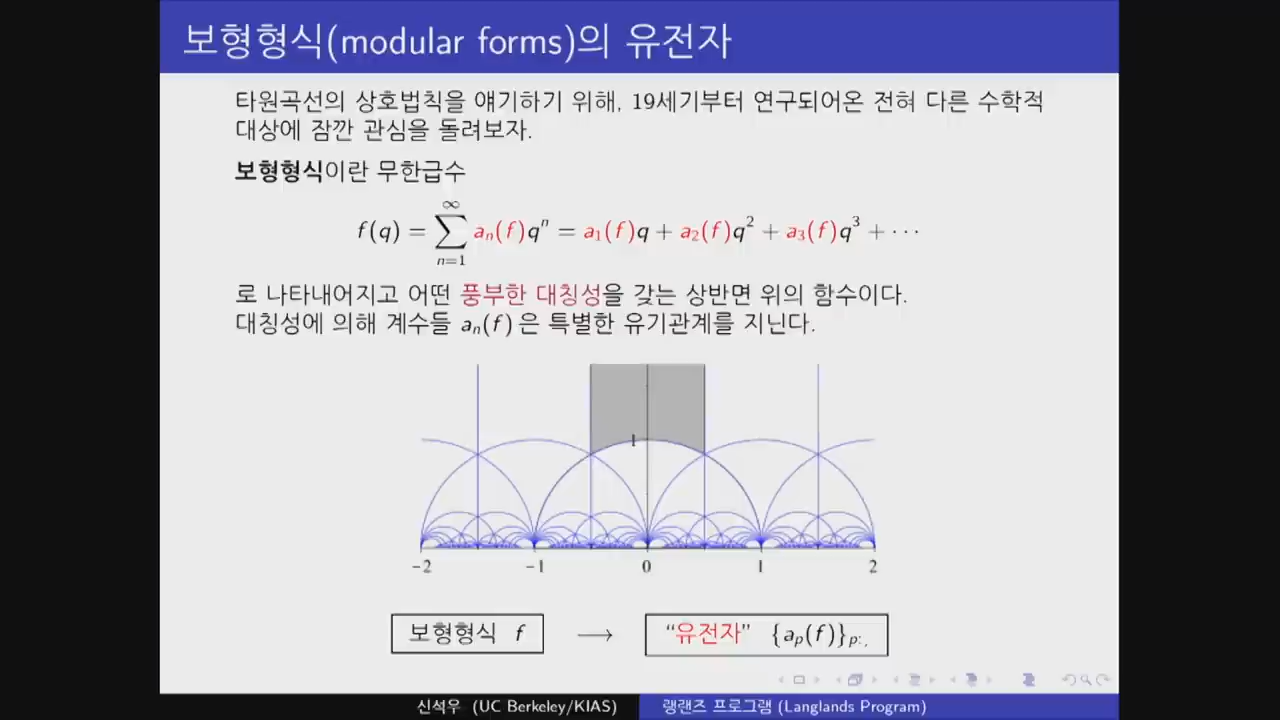 보형형식(modular forms)의 유전자
타원곡선의 상호법칙을 얘기하기 위해, 19세기부터 연구되어온 전혀 다른 수학적
대상에 잠깐 관심을 돌려보자.
보형형식이란 무한급수
f(q) = ∑_{n=1}^{∞} a_n(f)q^n = a_1(f)q + a_2(f)q^2 + a_3(f)q^3 + ⋯
로 나타내어지고 어떤 풍부한 대칭성을 갖는 상반면 위의 함수이다.
대칭성에 의해 계수들 a_n(f)은 특별한 유기관계를 지닌다.
1
−2 −1 0 1 2
보형형식 f ⟶ “유전자” {a_p(f)}_{p:,
신석우 (UC Berkeley/KIAS) 랭랜즈 프로그램 (Langlands Program)